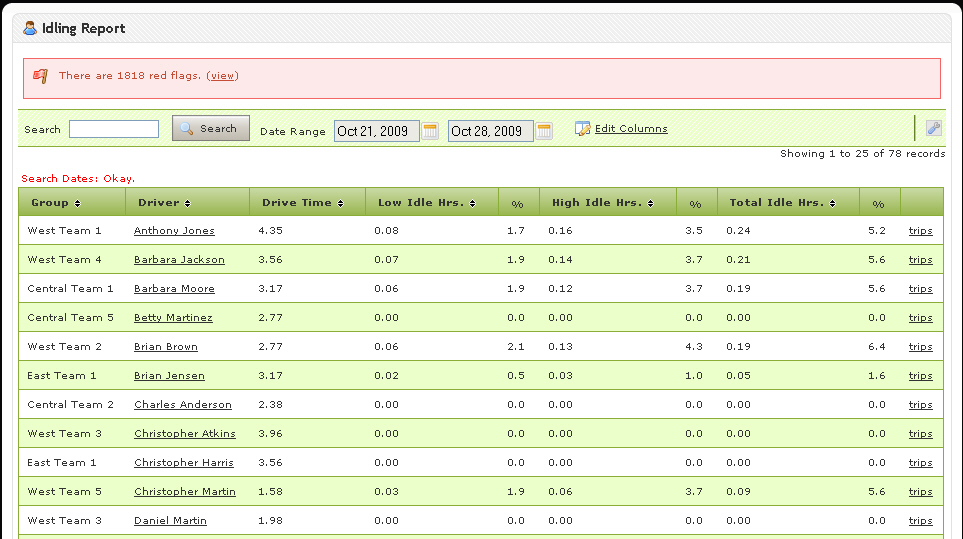 Idling Report
There are 1818 red flags. (view)
Search Search Date Range Oct 21, 2009 Oct 28, 2009 Edit Columns
Showing 1 to 25 of 78 records
Search Dates: Okay.
Group Driver Drive Time Low Idle Hrs. % High Idle Hrs. % Total Idle Hrs. %
West Team 1 Anthony Jones 4.35 0.08 1.7 0.16 3.5 0.24 5.2 trips
West Team 4 Barbara Jackson 3.56 0.07 1.9 0.14 3.7 0.21 5.6 trips
Central Team 1 Barbara Moore 3.17 0.06 1.9 0.12 3.7 0.19 5.6 trips
Central Team 5 Betty Martinez 2.77 0.00 0.0 0.00 0.0 0.00 0.0 trips
West Team 2 Brian Brown 2.77 0.06 2.1 0.13 4.3 0.19 6.4 trips
East Team 1 Brian Jensen 3.17 0.02 0.5 0.03 1.0 0.05 1.6 trips
Central Team 2 Charles Anderson 2.38 0.00 0.0 0.00 0.0 0.00 0.0 trips
West Team 3 Christopher Atkins 3.96 0.00 0.0 0.00 0.0 0.00 0.0 trips
East Team 1 Christopher Harris 3.56 0.00 0.0 0.00 0.0 0.00 0.0 trips
West Team 5 Christopher Martin 1.58 0.03 1.9 0.06 3.7 0.09 5.6 trips
West Team 3 Daniel Martin 1.98 0.00 0.0 0.00 0.0 0.00 0.0 trips